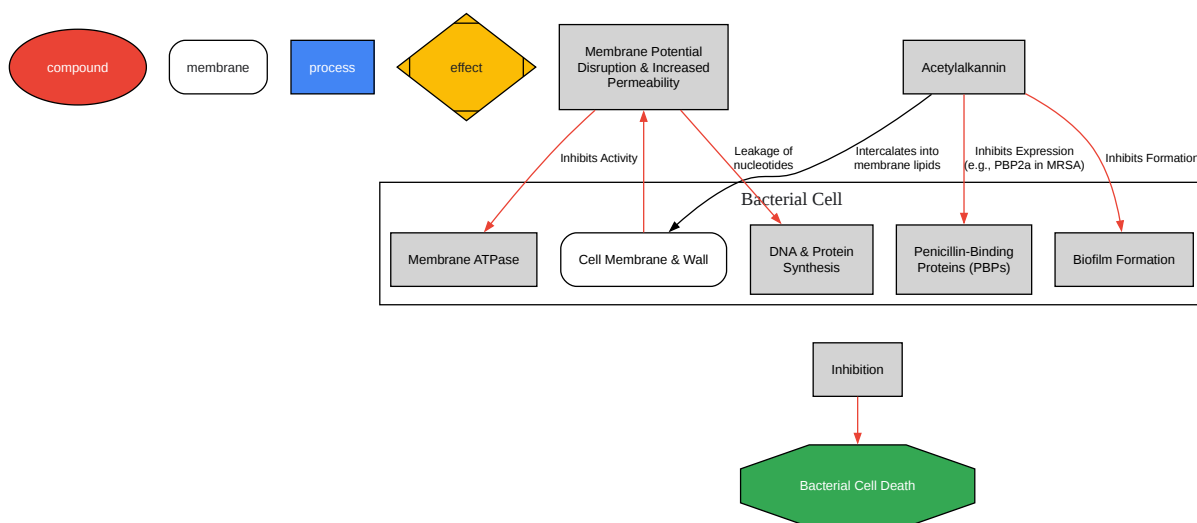 compound
membrane
process
effect
Membrane Potential
Disruption & Increased
Permeability
Acetylalkannin
Inhibits Activity
Leakage of
nucleotides
Intercalates into
membrane lipids
Inhibits Expression
(e.g., PBP2a in MRSA)
Inhibits Formation
Bacterial Cell
Membrane ATPase
Cell Membrane & Wall
DNA & Protein
Synthesis
Penicillin-Binding
Proteins (PBPs)
Biofilm Formation
Inhibition
Bacterial Cell Death